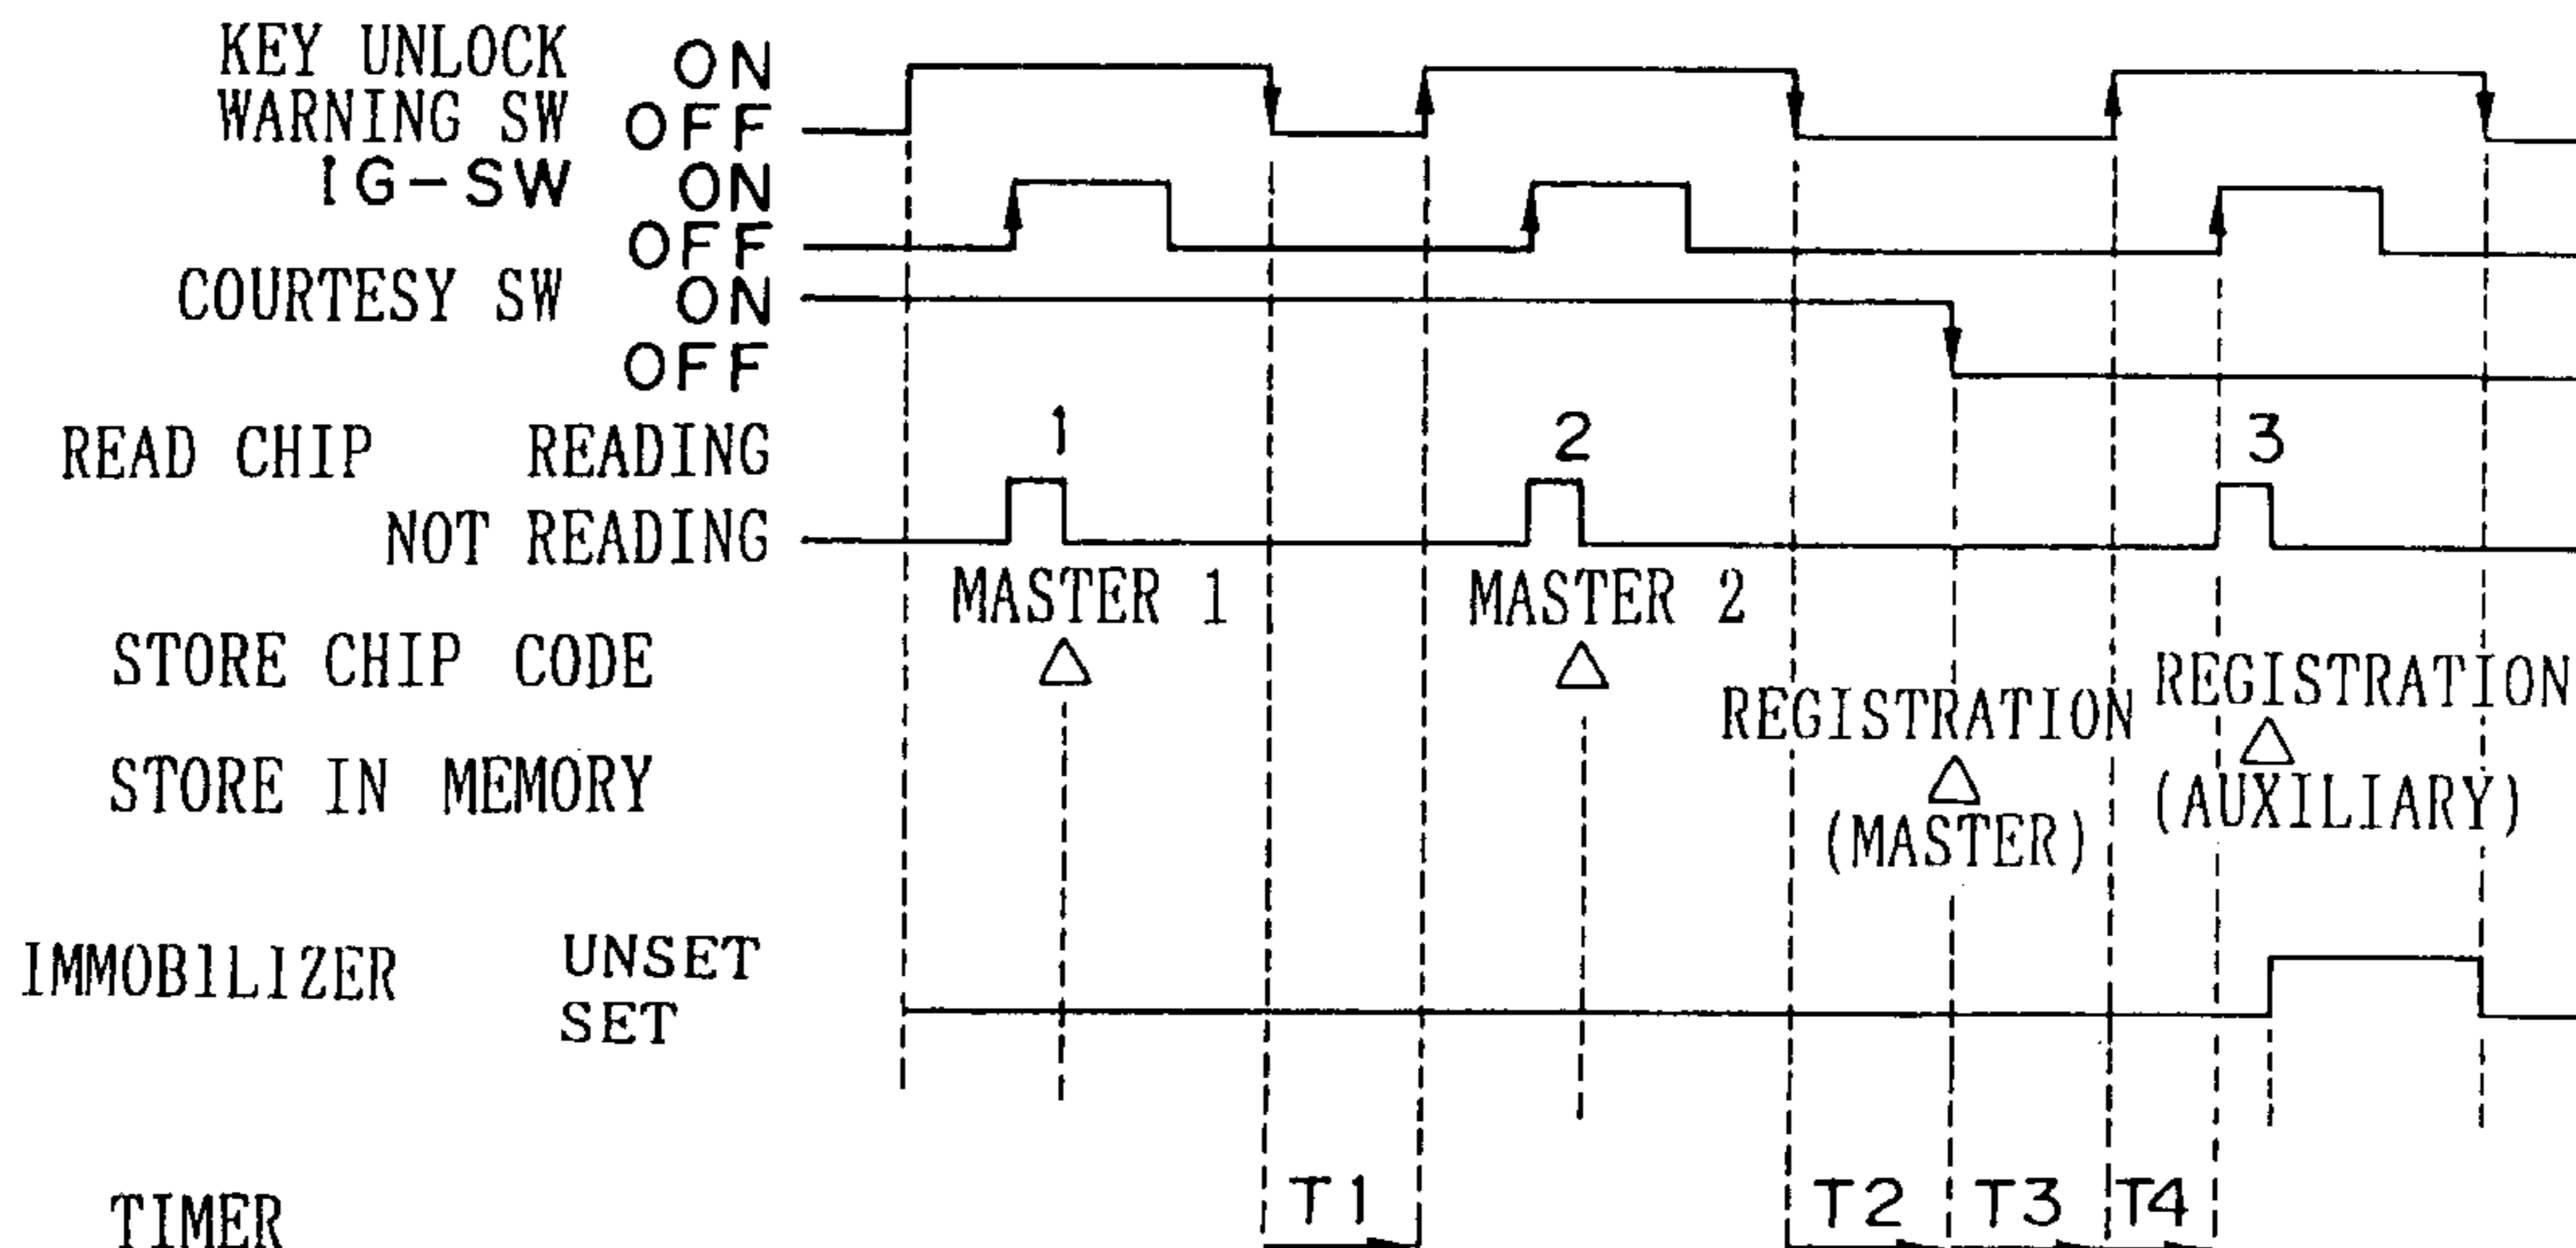 KEY UNLOCK ON
WARNING SW OFF
IG-SW ON
OFF
COURTESY SW ON
OFF
1 2 3
READ CHIP READING
NOT READING
MASTER 1 MASTER 2
STORE CHIP CODE
REGISTRATION REGISTRATION
STORE IN MEMORY
(MASTER) (AUXILIARY)
IMMOBILIZER UNSET
SET
TIMER T1 T2 T3 T4